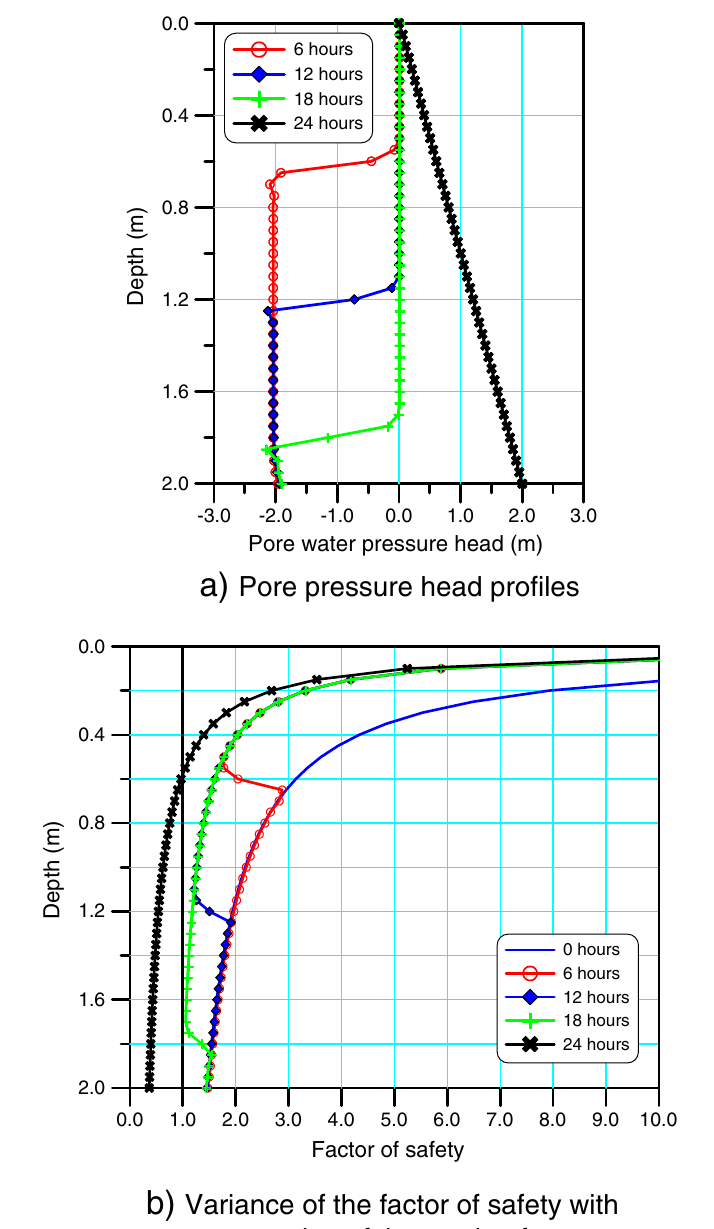 0.0
0.4
0.8
1.2
1.6
2.0
Depth (m)
6 hours
12 hours
18 hours
24 hours
-3.0 -2.0 -1.0 0.0 1.0 2.0 3.0
Pore water pressure head (m)
a) Pore pressure head profiles
0.0
0.4
0.8
1.2
1.6
2.0
Depth (m)
0 hours
6 hours
12 hours
18 hours
24 hours
0.0 1.0 2.0 3.0 4.0 5.0 6.0 7.0 8.0 9.0 10.0
Factor of safety
b) Variance of the factor of safety with